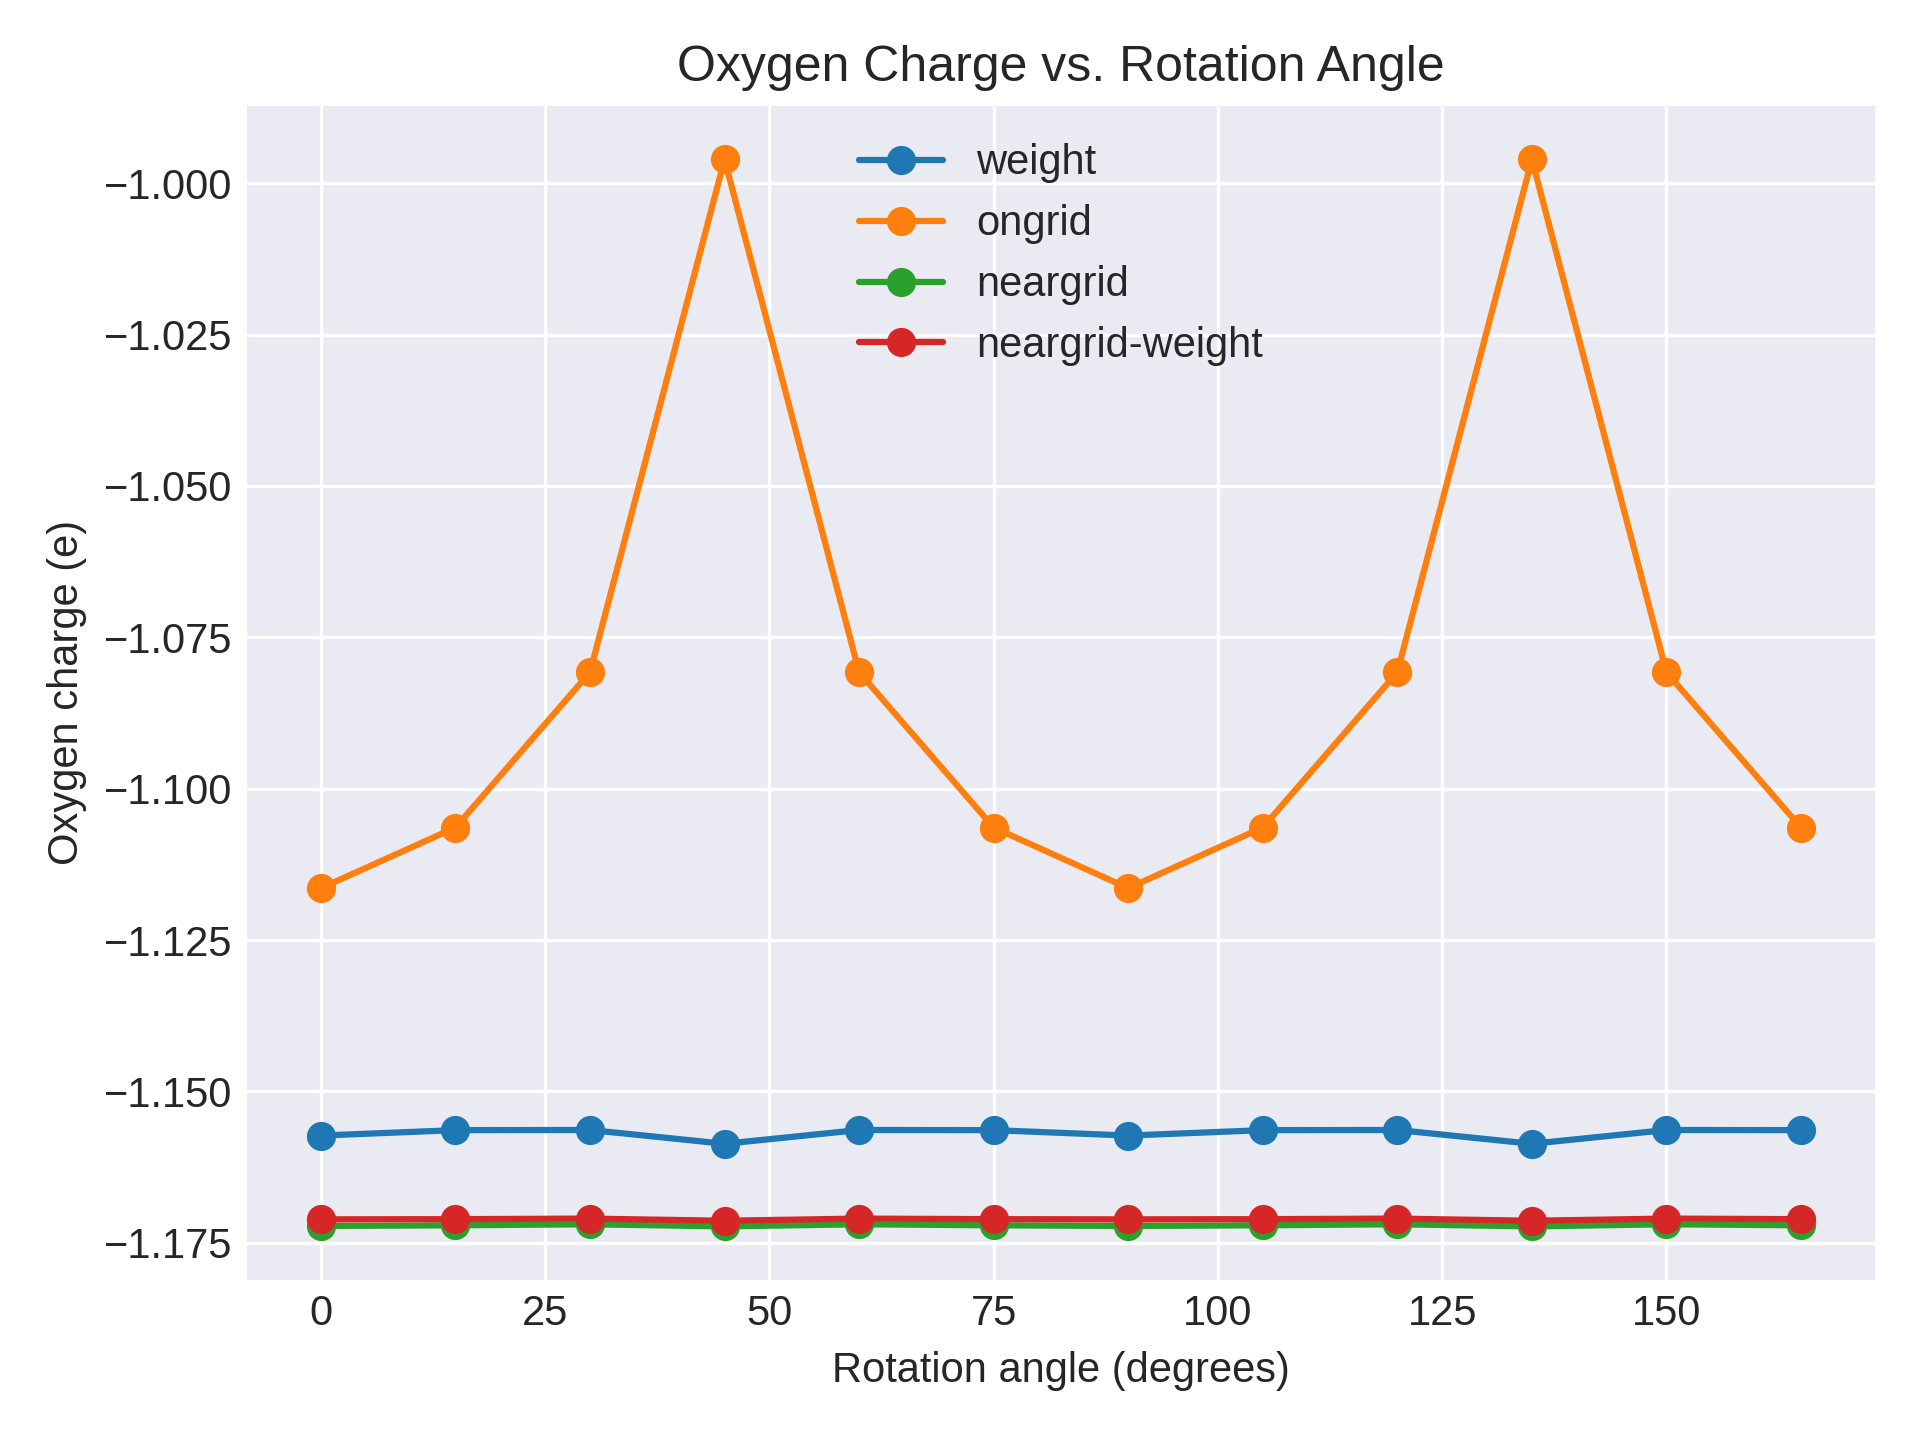 Oxygen Charge vs. Rotation Angle
weight
ongrid
neargrid
neargrid-weight
Oxygen charge (e)
−1.000
−1.025
−1.050
−1.075
−1.100
−1.125
−1.150
−1.175
0 25 50 75 100 125 150
Rotation angle (degrees)